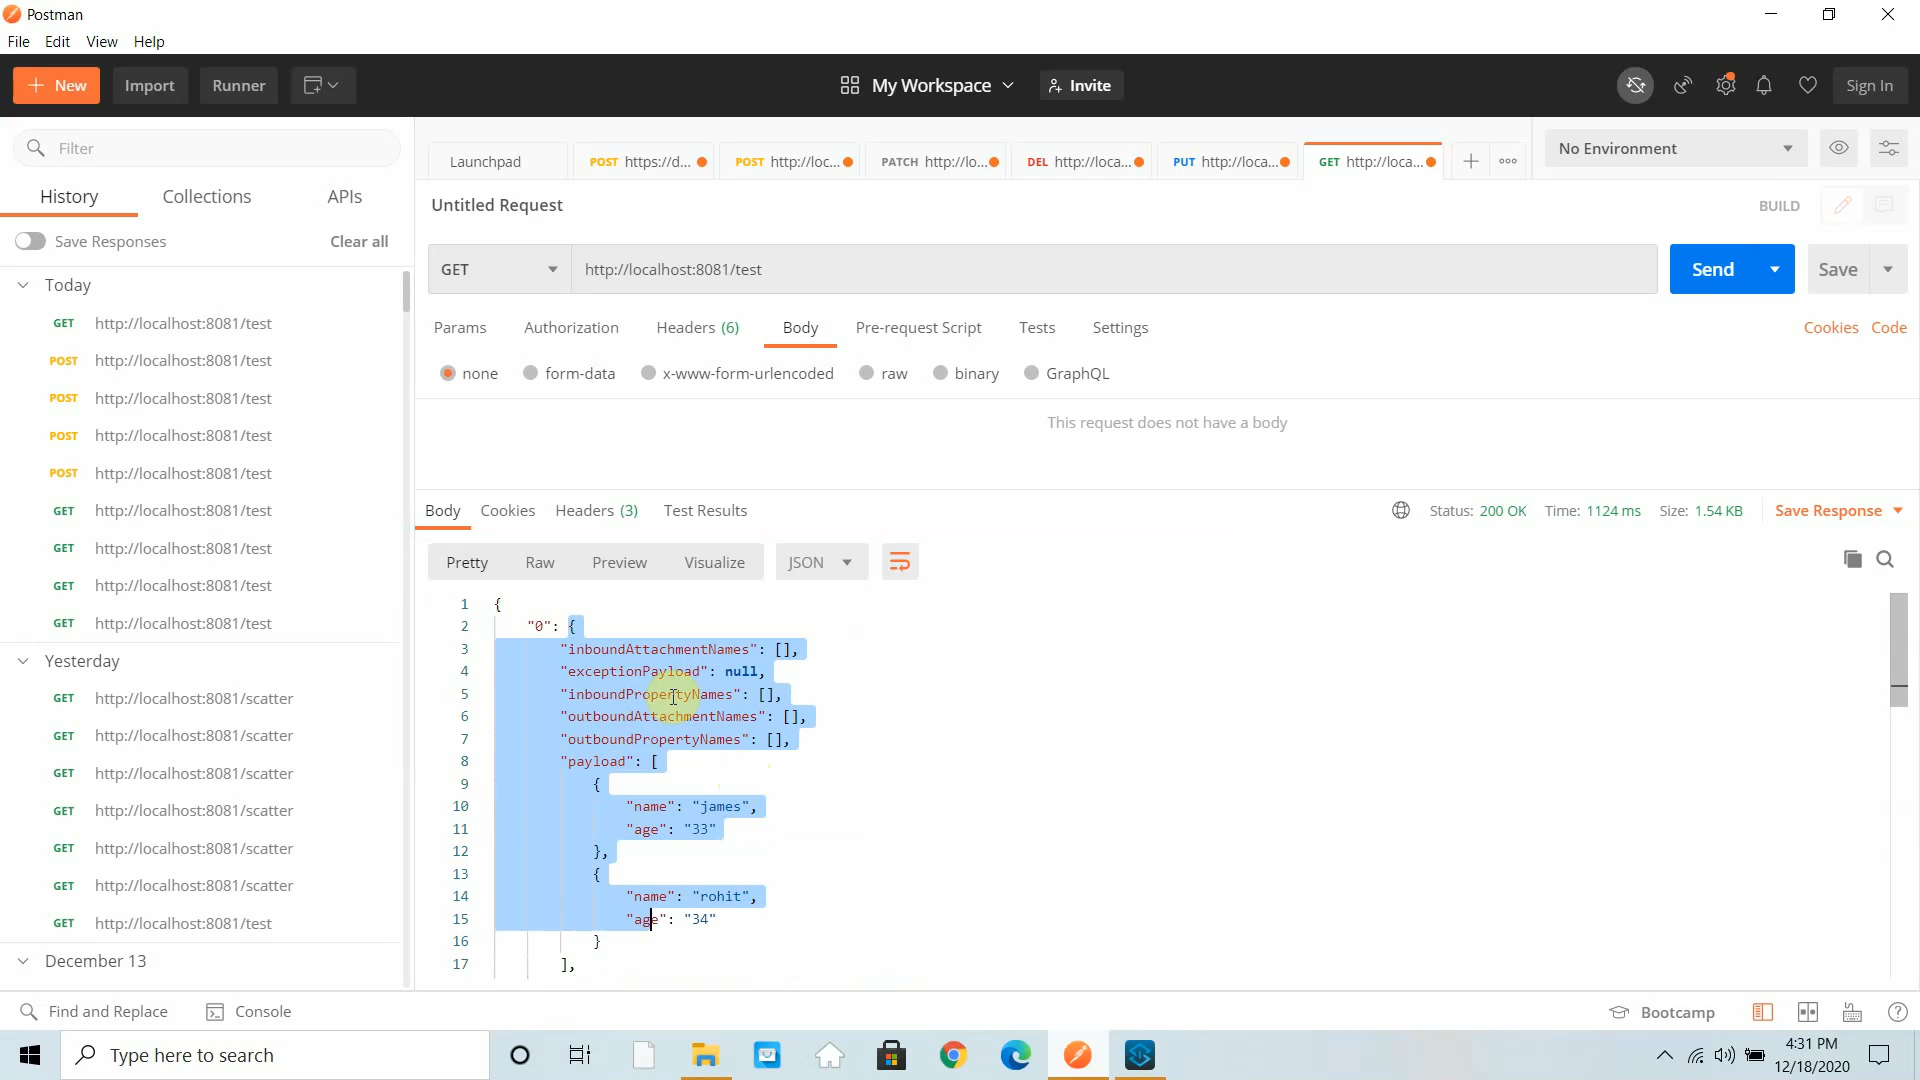 Postman
File Edit View Help
New Import Runner My Workspace Invite Sign In
Filter
History Collections APIs
Save Responses Clear all
Today
GET http://localhost:8081/test
POST http://localhost:8081/test
POST http://localhost:8081/test
POST http://localhost:8081/test
POST http://localhost:8081/test
GET http://localhost:8081/test
GET http://localhost:8081/test
GET http://localhost:8081/test
GET http://localhost:8081/test
Yesterday
GET http://localhost:8081/scatter
GET http://localhost:8081/scatter
GET http://localhost:8081/scatter
GET http://localhost:8081/scatter
GET http://localhost:8081/scatter
GET http://localhost:8081/scatter
GET http://localhost:8081/test
December 13
Launchpad POST https://d... POST http://loc... PATCH http://lo... DEL http://loca... PUT http://loca... GET http://loca... No Environment
Untitled Request BUILD
GET http://localhost:8081/test Send Save
Params Authorization Headers (6) Body Pre-request Script Tests Settings Cookies Code
none form-data x-www-form-urlencoded raw binary GraphQL
This request does not have a body
Body Cookies Headers (3) Test Results Status: 200 OK Time: 1124 ms Size: 1.54 KB Save Response
Pretty Raw Preview Visualize JSON
1 {
2 "0": {
3 "inboundAttachmentNames": [],
4 "exceptionPayload": null,
5 "inboundPropertyNames": [],
6 "outboundAttachmentNames": [],
7 "outboundPropertyNames": [],
8 "payload": [
9 {
10 "name": "james",
11 "age": "33"
12 },
13 {
14 "name": "rohit",
15 "age": "34"
16 }
17 ],
Find and Replace Console Bootcamp
Type here to search 4:31 PM
12/18/2020